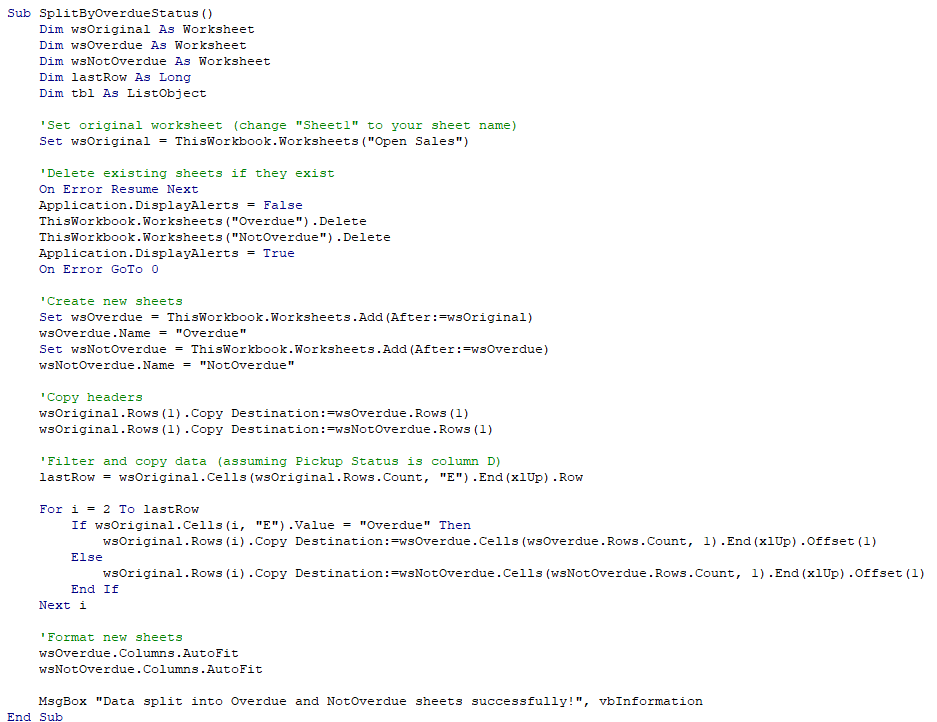 Sub SplitByOverdueStatus()
    Dim wsOriginal As Worksheet
    Dim wsOverdue As Worksheet
    Dim wsNotOverdue As Worksheet
    Dim lastRow As Long
    Dim tbl As ListObject

    'Set original worksheet (change "Sheet1" to your sheet name)
    Set wsOriginal = ThisWorkbook.Worksheets("Open Sales")

    'Delete existing sheets if they exist
    On Error Resume Next
    Application.DisplayAlerts = False
    ThisWorkbook.Worksheets("Overdue").Delete
    ThisWorkbook.Worksheets("NotOverdue").Delete
    Application.DisplayAlerts = True
    On Error GoTo 0

    'Create new sheets
    Set wsOverdue = ThisWorkbook.Worksheets.Add(After:=wsOriginal)
    wsOverdue.Name = "Overdue"
    Set wsNotOverdue = ThisWorkbook.Worksheets.Add(After:=wsOverdue)
    wsNotOverdue.Name = "NotOverdue"

    'Copy headers
    wsOriginal.Rows(1).Copy Destination:=wsOverdue.Rows(1)
    wsOriginal.Rows(1).Copy Destination:=wsNotOverdue.Rows(1)

    'Filter and copy data (assuming Pickup Status is column D)
    lastRow = wsOriginal.Cells(wsOriginal.Rows.Count, "E").End(xlUp).Row

    For i = 2 To lastRow
        If wsOriginal.Cells(i, "E").Value = "Overdue" Then
            wsOriginal.Rows(i).Copy Destination:=wsOverdue.Cells(wsOverdue.Rows.Count, 1).End(xlUp).Offset(1)
        Else
            wsOriginal.Rows(i).Copy Destination:=wsNotOverdue.Cells(wsNotOverdue.Rows.Count, 1).End(xlUp).Offset(1)
        End If
    Next i

    'Format new sheets
    wsOverdue.Columns.AutoFit
    wsNotOverdue.Columns.AutoFit

    MsgBox "Data split into Overdue and NotOverdue sheets successfully!", vbInformation
End Sub